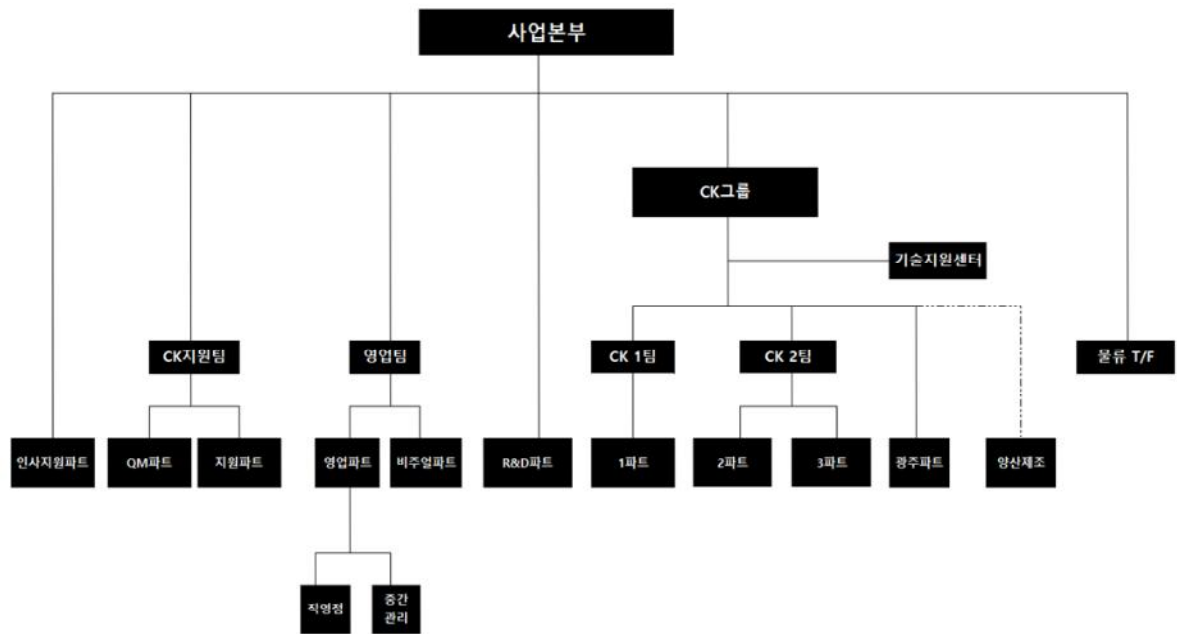 사업본부
CK그룹
기술지원센터
CK지원팀
영업팀
CK 1팀
CK 2팀
물류 T/F
인사지원파트
QM파트
지원파트
영업파트
비주얼파트
R&D파트
1파트
2파트
3파트
광주파트
양산제조
직영점
중간
관리